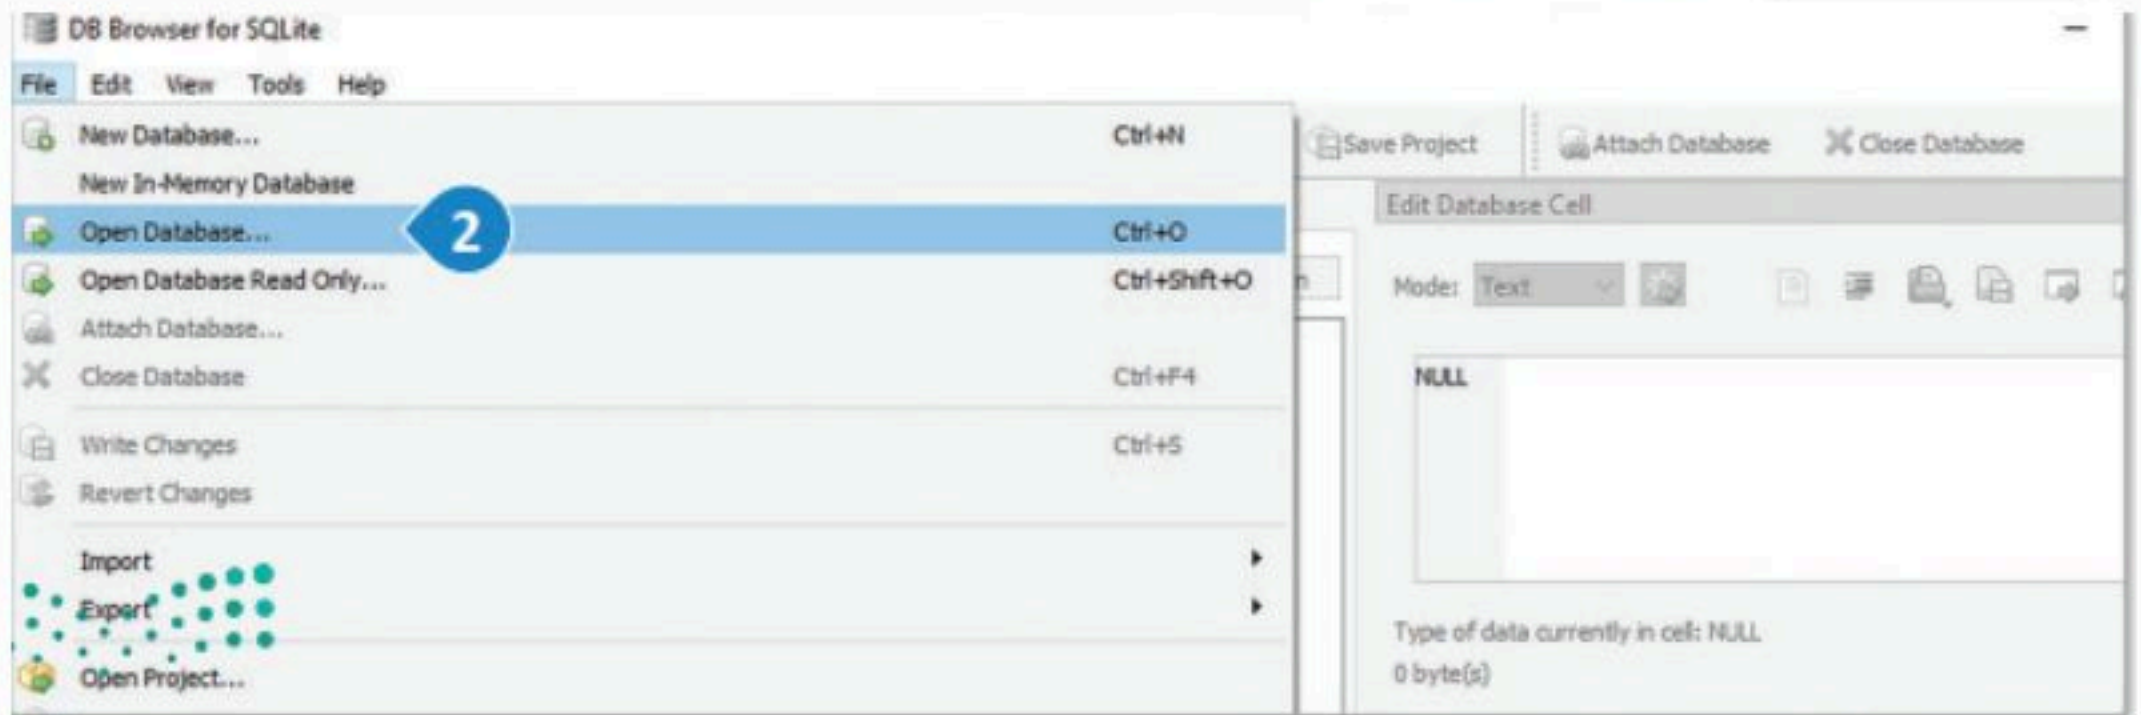 DB Browser for SQLite
File Edit View Tools Help
New Database... Ctrl+N
New In-Memory Database
Open Database... 2 Ctrl+O
Open Database Read Only... Ctrl+Shift+O
Attach Database...
Close Database Ctrl+F4
Write Changes Ctrl+S
Revert Changes
Import
Export
Open Project...
Save Project Attach Database Close Database
Edit Database Cell
Mode: Text
NULL
Type of data currently in cell: NULL
0 byte(s)